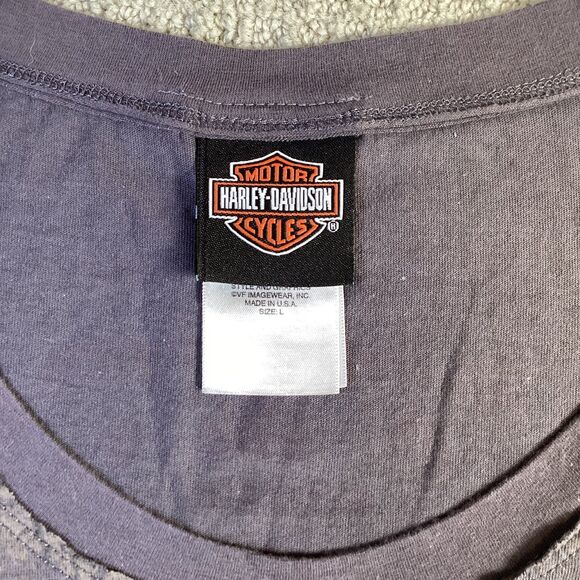 MOTOR
HARLEY-DAVIDSON
CYCLES ®
STYLE AND GRAPHICS
©VF IMAGEWEAR, INC.
MADE IN U.S.A.
SIZE: L